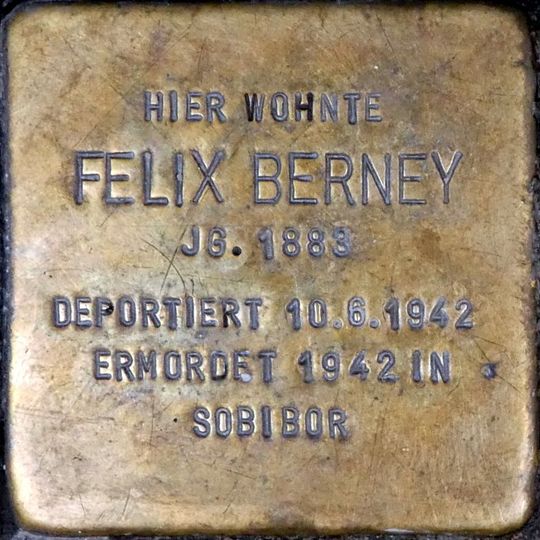 HIER WOHNTE
FELIX BERNEY
JG. 1883
DEPORTIERT 10.6.1942
ERMORDET 1942 IN
SOBIBOR